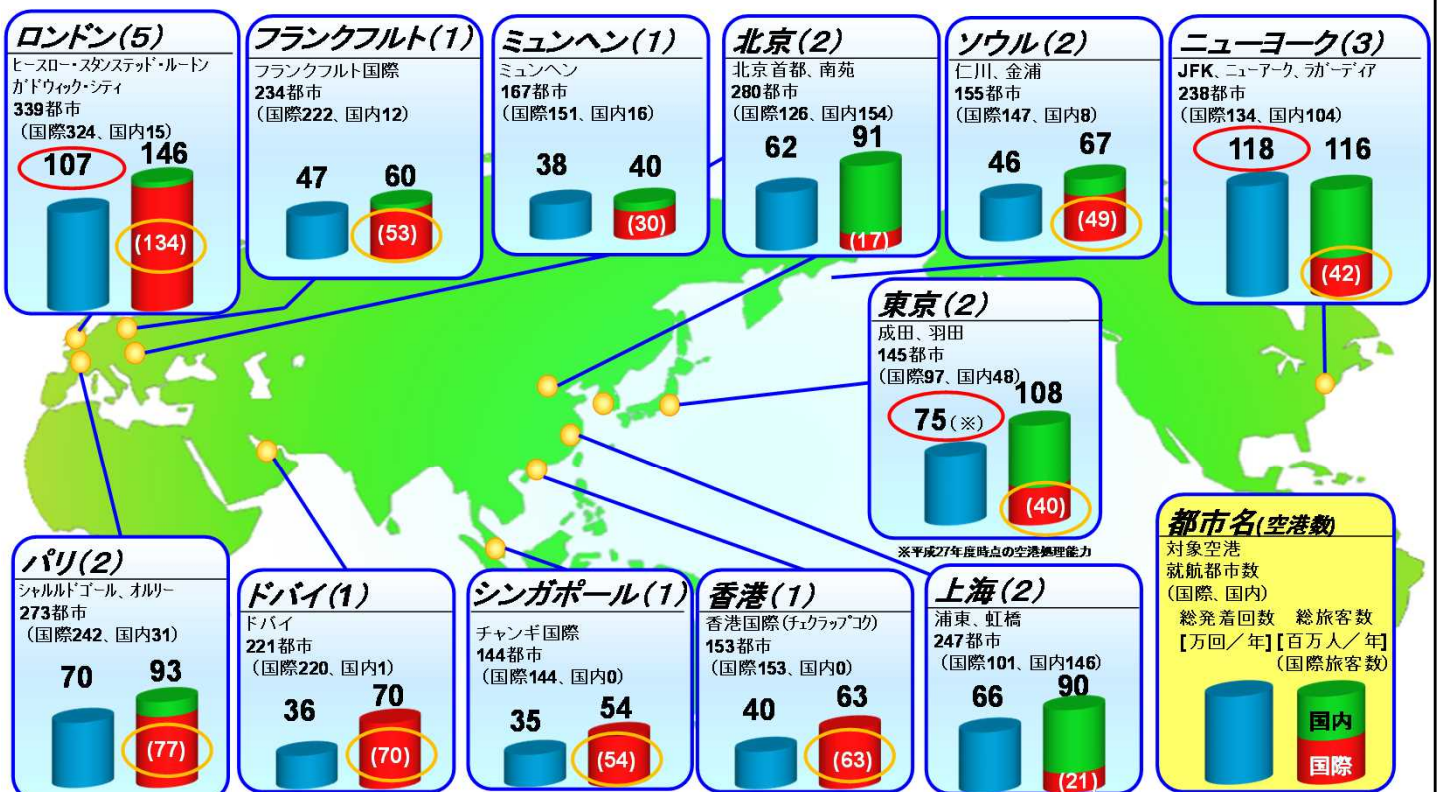 ロンドン(5)
ヒースロー・スタンステッド・ルートン
ガドウィック・シティ
339都市
(国際324、国内15)
107
146
(134)
フランクフルト(1)
フランクフルト国際
234都市
(国際222、国内12)
47
60
(53)
ミュンヘン(1)
ミュンヘン
167都市
(国際151、国内16)
38
40
(30)
北京(2)
北京首都、南苑
280都市
(国際126、国内154)
62
91
(17)
ソウル(2)
仁川、金浦
155都市
(国際147、国内8)
46
67
(49)
ニューヨーク(3)
JFK、ニューアーク、ラガーディア
238都市
(国際134、国内104)
118
116
(42)
東京(2)
成田、羽田
145都市
(国際97、国内48)
75(※)
108
(40)
※平成27年度時点の空港処理能力
パリ(2)
シャルルドゴール、オルリー
273都市
(国際242、国内31)
70
93
(77)
ドバイ(1)
ドバイ
221都市
(国際220、国内1)
36
70
(70)
シンガポール(1)
チャンギ国際
144都市
(国際144、国内0)
35
54
(54)
香港(1)
香港国際(チェクラップコク)
153都市
(国際153、国内0)
40
63
(63)
上海(2)
浦東、虹橋
247都市
(国際101、国内146)
66
90
(21)
都市名(空港数)
対象空港
就航都市数
(国際、国内)
総発着回数 総旅客数
[万回/年] [百万人/年]
(国際旅客数)
国内
国際